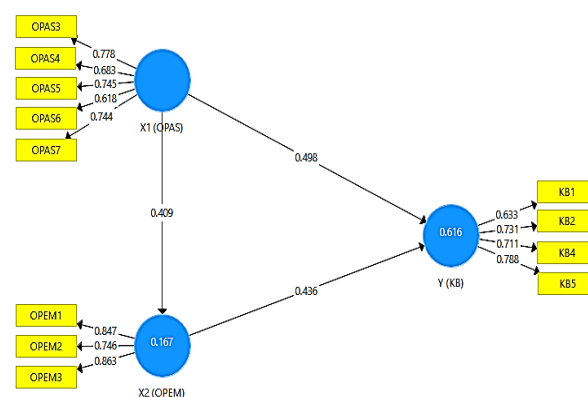 OPAS3
OPAS4
OPAS5
OPAS6
OPAS7
0.778
0.683
0.745
0.618
0.744
X1 (OPAS)
0.498
0.409
KB1
KB2
KB4
KB5
0.633
0.731
0.711
0.788
0.616
Y (KB)
0.436
OPEM1
OPEM2
OPEM3
0.847
0.746
0.863
0.167
X2 (OPEM)